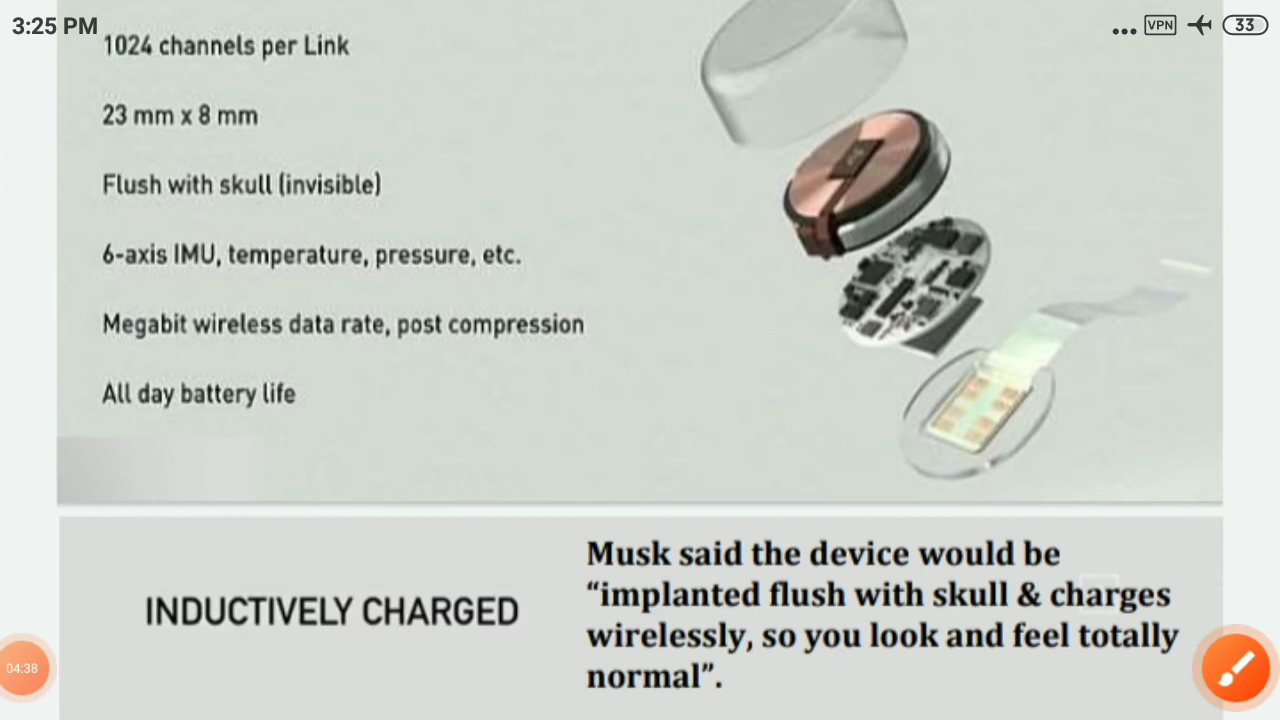 3:25 PM
VPN
33
1024 channels per Link
23 mm x 8 mm
Flush with skull (invisible)
6-axis IMU, temperature, pressure, etc.
Megabit wireless data rate, post compression
All day battery life
INDUCTIVELY CHARGED
Musk said the device would be
“implanted flush with skull & charges
wirelessly, so you look and feel totally
normal”.
04:38